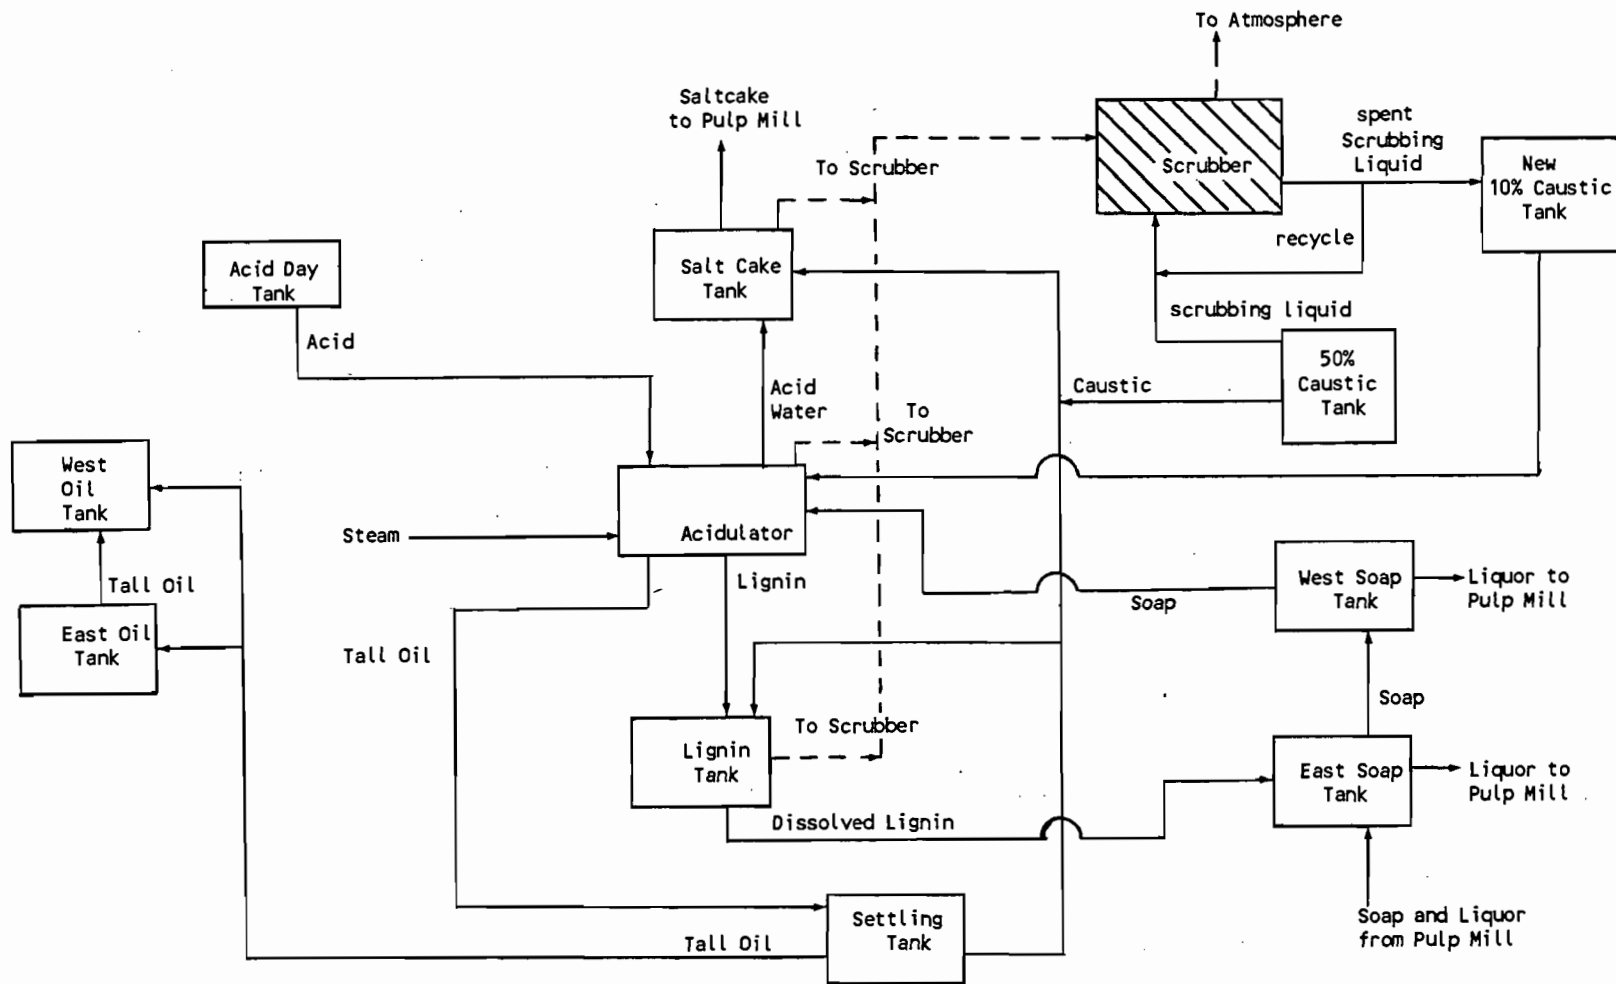 To Atmosphere
Saltcake
to Pulp Mill
spent
Scrubbing
Liquid
To Scrubber
Scrubber
New
10% Caustic
Tank
recycle
Acid Day
Tank
Salt Cake
Tank
scrubbing liquid
Acid
50%
Caustic
Tank
Acid
Water
Caustic
To
Scrubber
West
Oil
Tank
Steam
Acidulator
Lignin
Tall Oil
West Soap
Tank
Liquor to
Pulp Mill
Soap
East Oil
Tank
Tall Oil
Soap
To Scrubber
Lignin
Tank
East Soap
Tank
Liquor to
Pulp Mill
Dissolved Lignin
Settling
Tank
Tall Oil
Soap and Liquor
from Pulp Mill